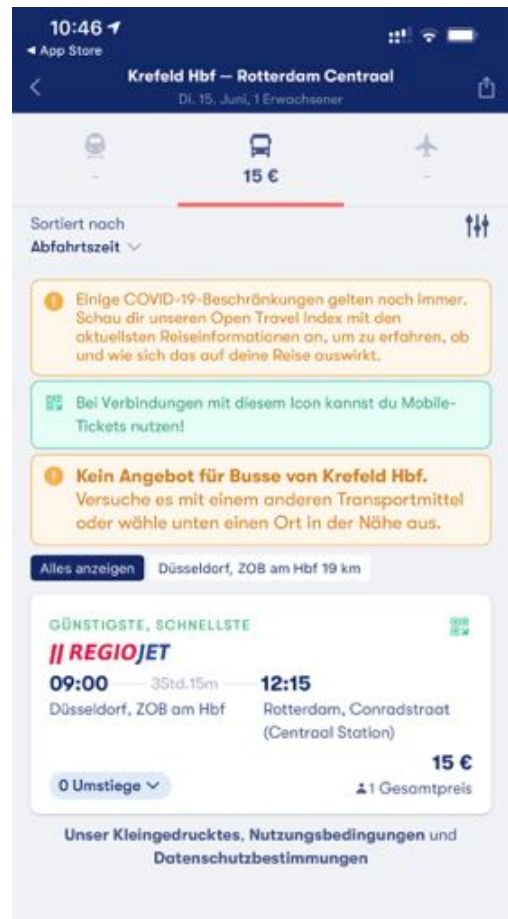 10:46
App Store
Krefeld Hbf – Rotterdam Centraal
Di. 15. Juni, 1 Erwachsener
-
15 €
-
Sortiert nach
Abfahrtszeit
Einige COVID-19-Beschränkungen gelten noch immer.
Schau dir unseren Open Travel Index mit den
aktuellsten Reiseinformationen an, um zu erfahren, ob
und wie sich das auf deine Reise auswirkt.
Bei Verbindungen mit diesem Icon kannst du Mobile-
Tickets nutzen!
Kein Angebot für Busse von Krefeld Hbf.
Versuche es mit einem anderen Transportmittel
oder wähle unten einen Ort in der Nähe aus.
Alles anzeigen Düsseldorf, ZOB am Hbf 19 km
GÜNSTIGSTE, SCHNELLSTE
REGIOJET
09:00 3Std.15m 12:15
Düsseldorf, ZOB am Hbf Rotterdam, Conradstraat
(Centraal Station)
15 €
0 Umstiege 1 Gesamtpreis
Unser Kleingedrucktes, Nutzungsbedingungen und
Datenschutzbestimmungen